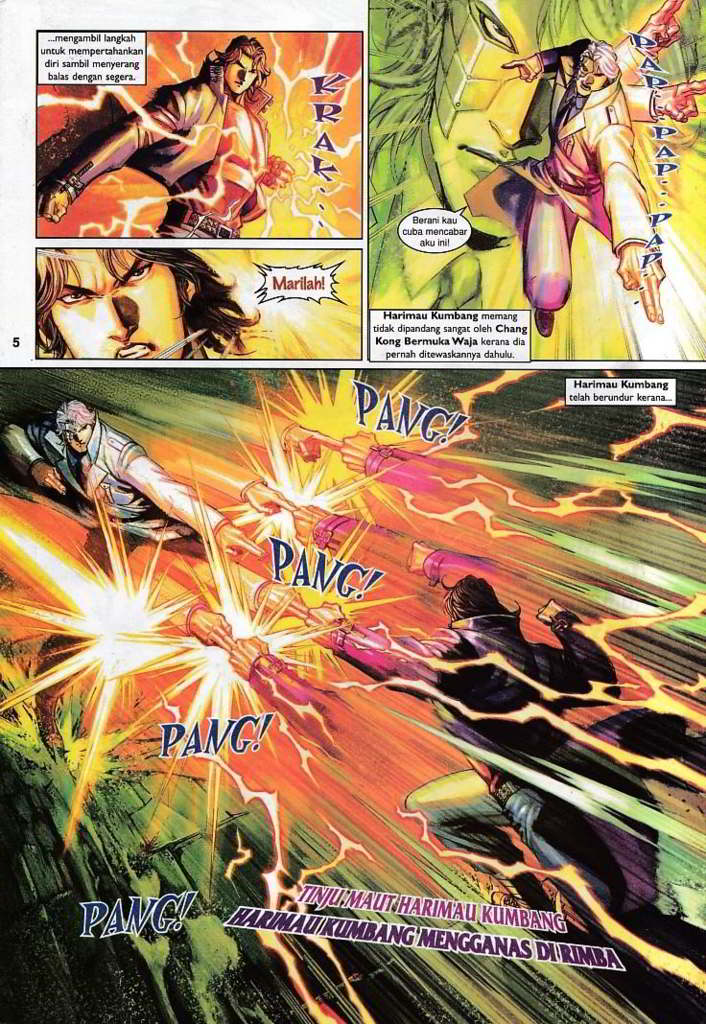 ...mengambil langkah
untuk mempertahankan
diri sambil menyerang
balas dengan segera.
KRAK...
Marilah!
PAP...
PAP...PAP...
PAP...
Berani kau
cuba mencabar
aku ini!
Harimau Kumbang memang
tidak dipandang sangat oleh Chang
Kong Bermuka Waja kerana dia
pernah ditewaskannya dahulu.
5
Harimau Kumbang
telah berundur kerana...
PANG!
PANG!
PANG!
PANG!
TINJU MAUT HARIMAU KUMBANG
HARIMAU KUMBANG MENGGANAS DI RIMBA